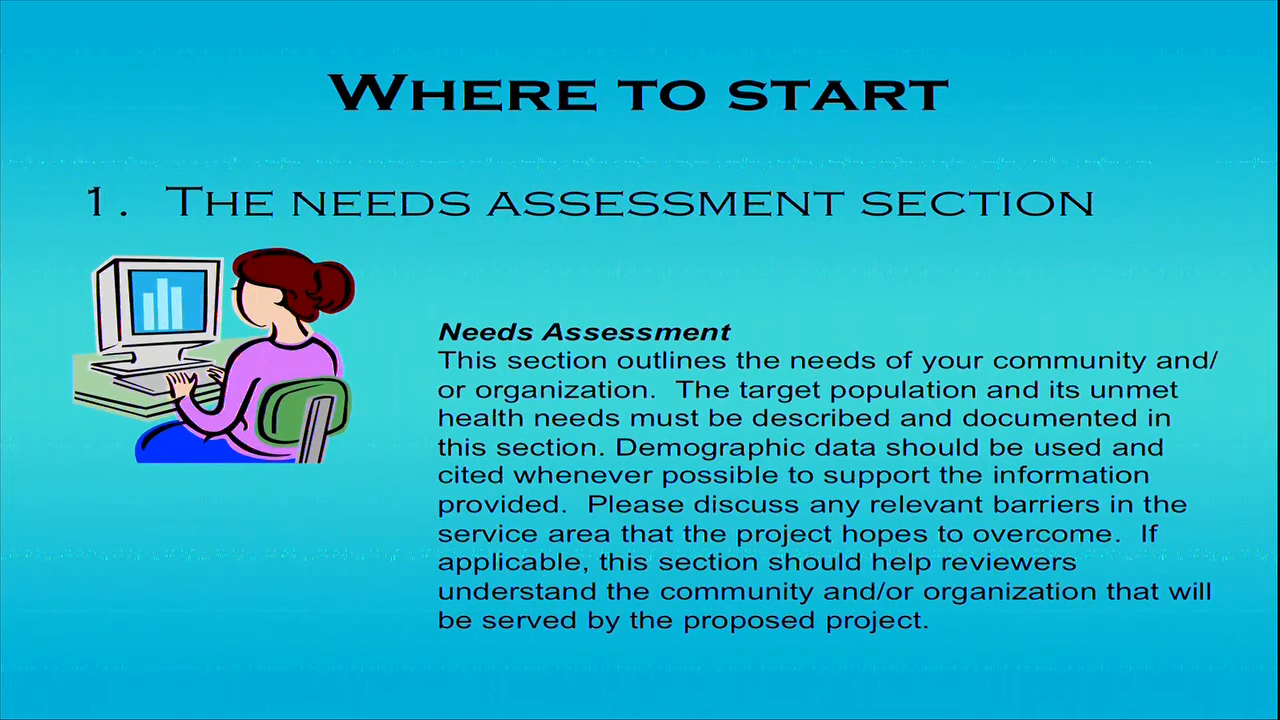 WHERE TO START
1. THE NEEDS ASSESSMENT SECTION
Needs Assessment
This section outlines the needs of your community and/
or organization.  The target population and its unmet
health needs must be described and documented in
this section. Demographic data should be used and
cited whenever possible to support the information
provided.  Please discuss any relevant barriers in the
service area that the project hopes to overcome.  If
applicable, this section should help reviewers
understand the community and/or organization that will
be served by the proposed project.